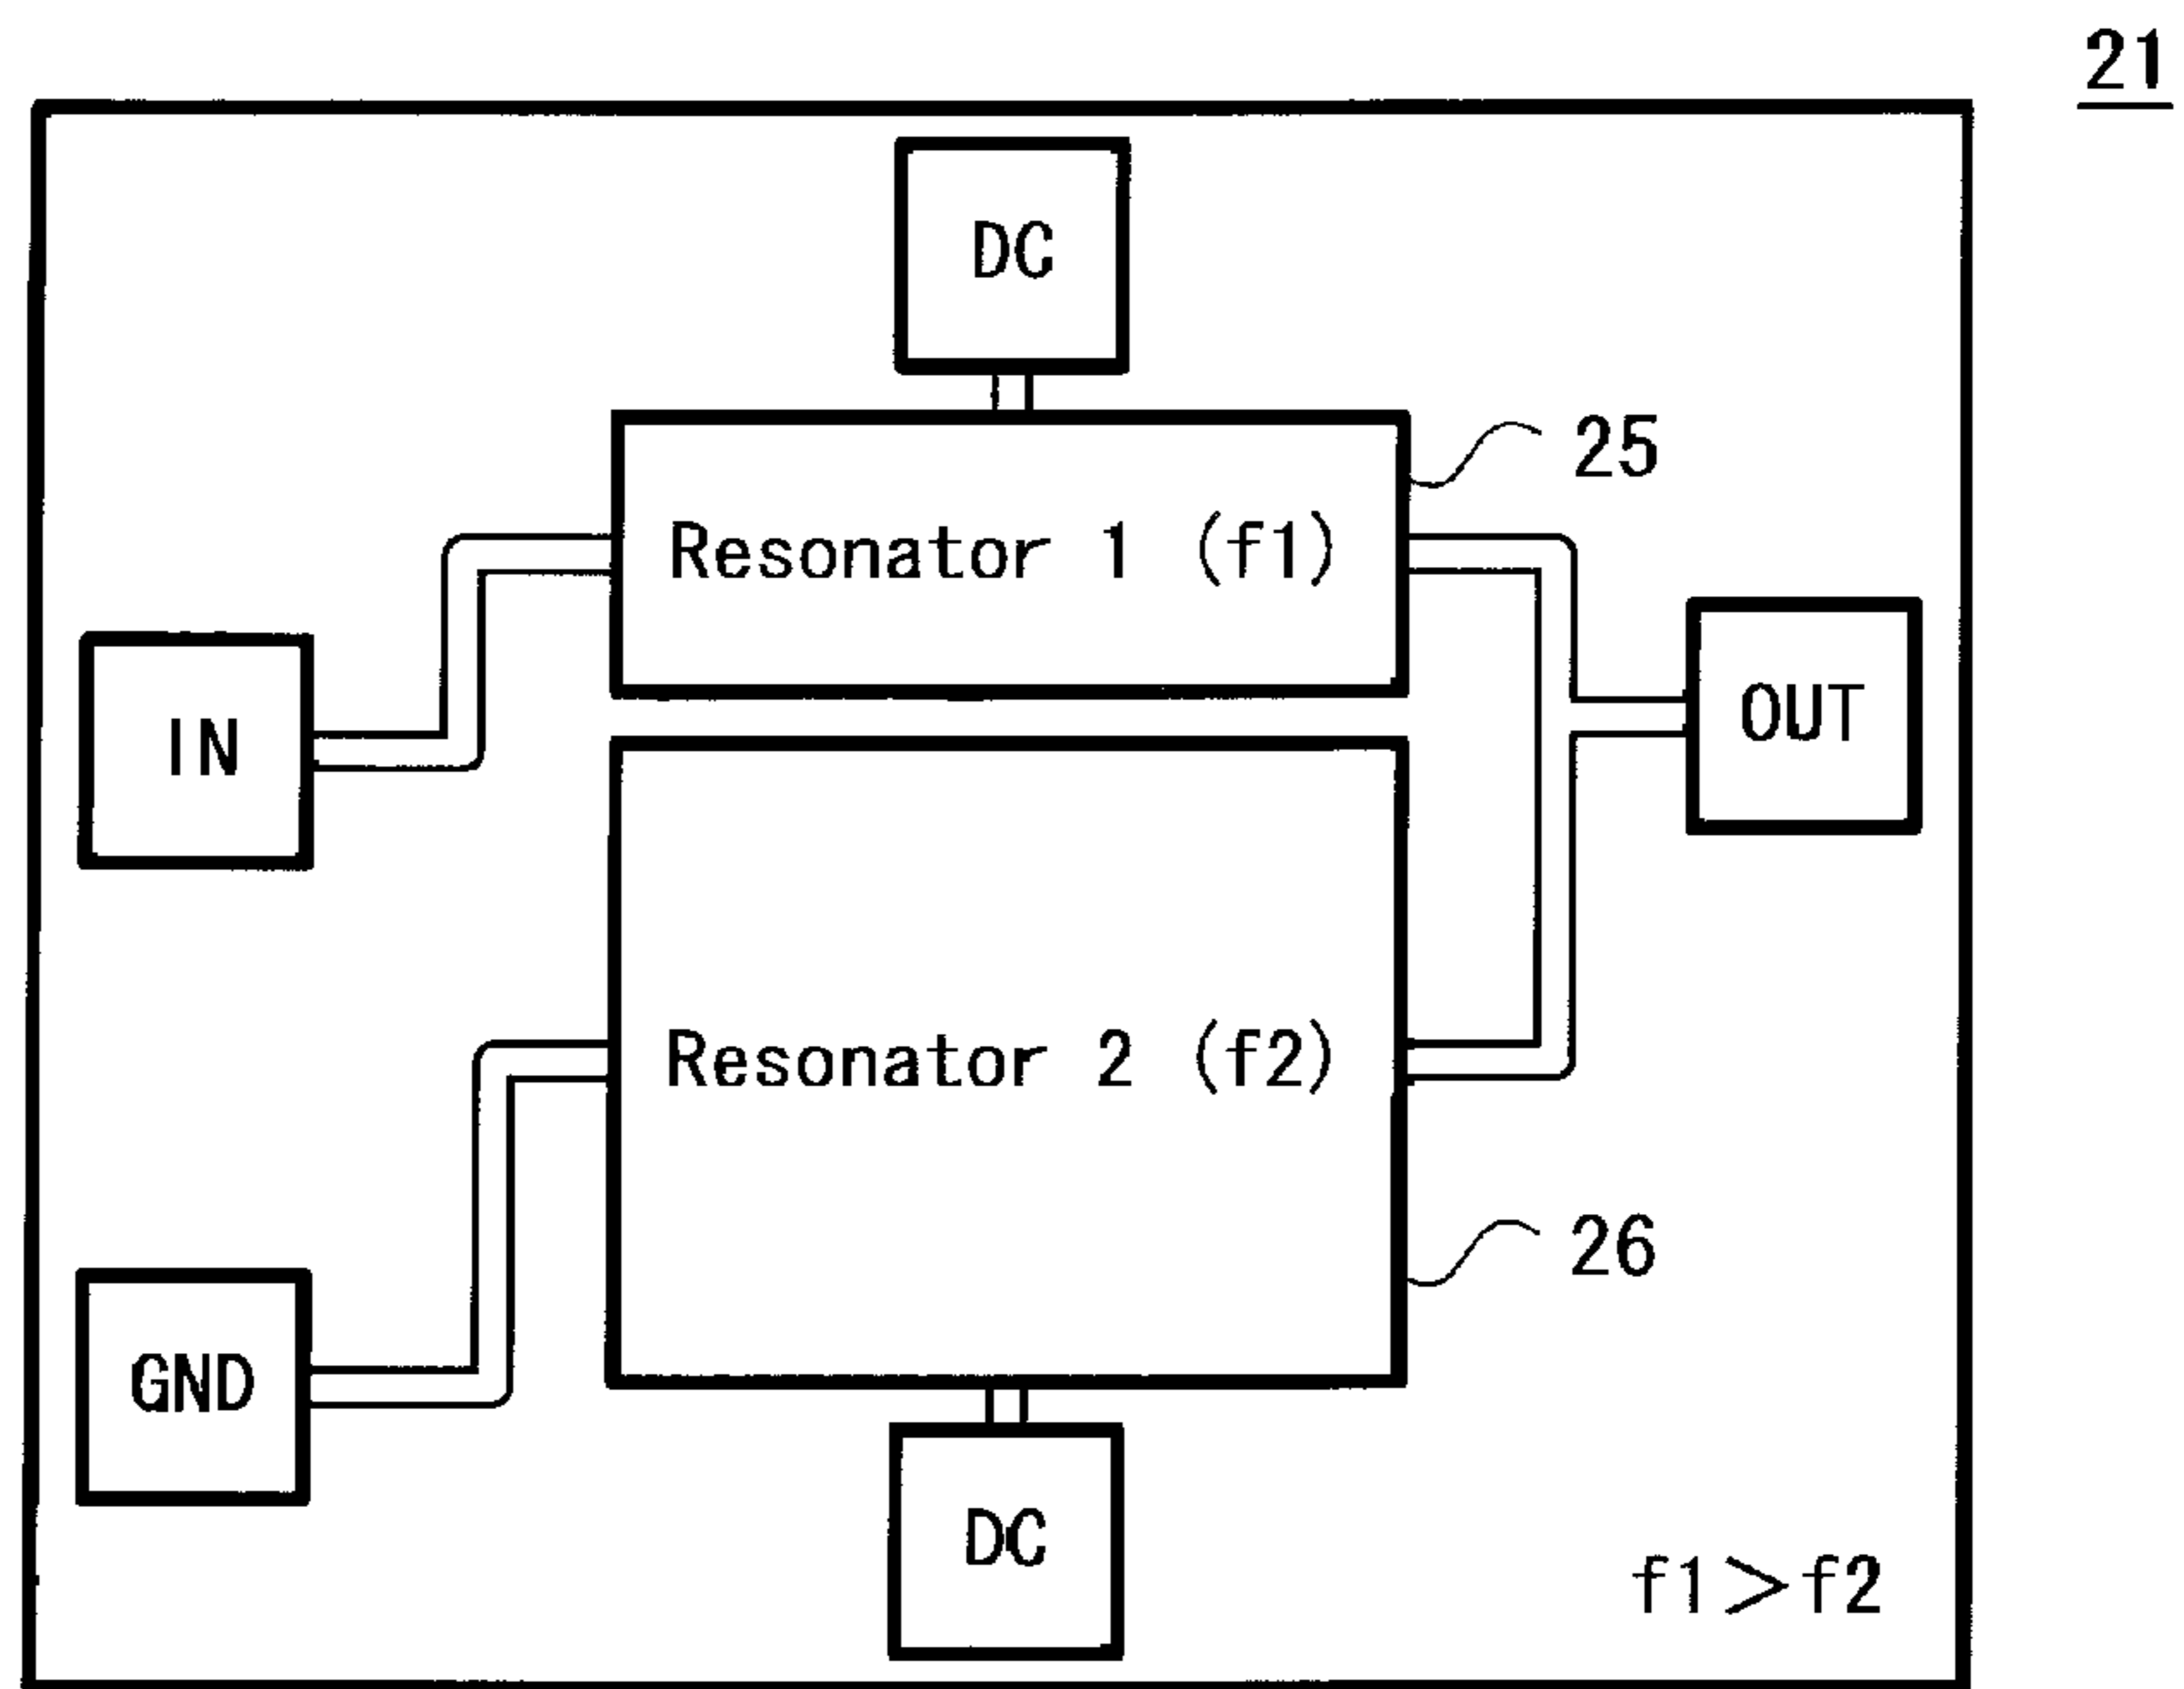 21
DC
25
Resonator 1 (f1)
IN
OUT
Resonator 2 (f2)
26
GND
DC
f1>f2